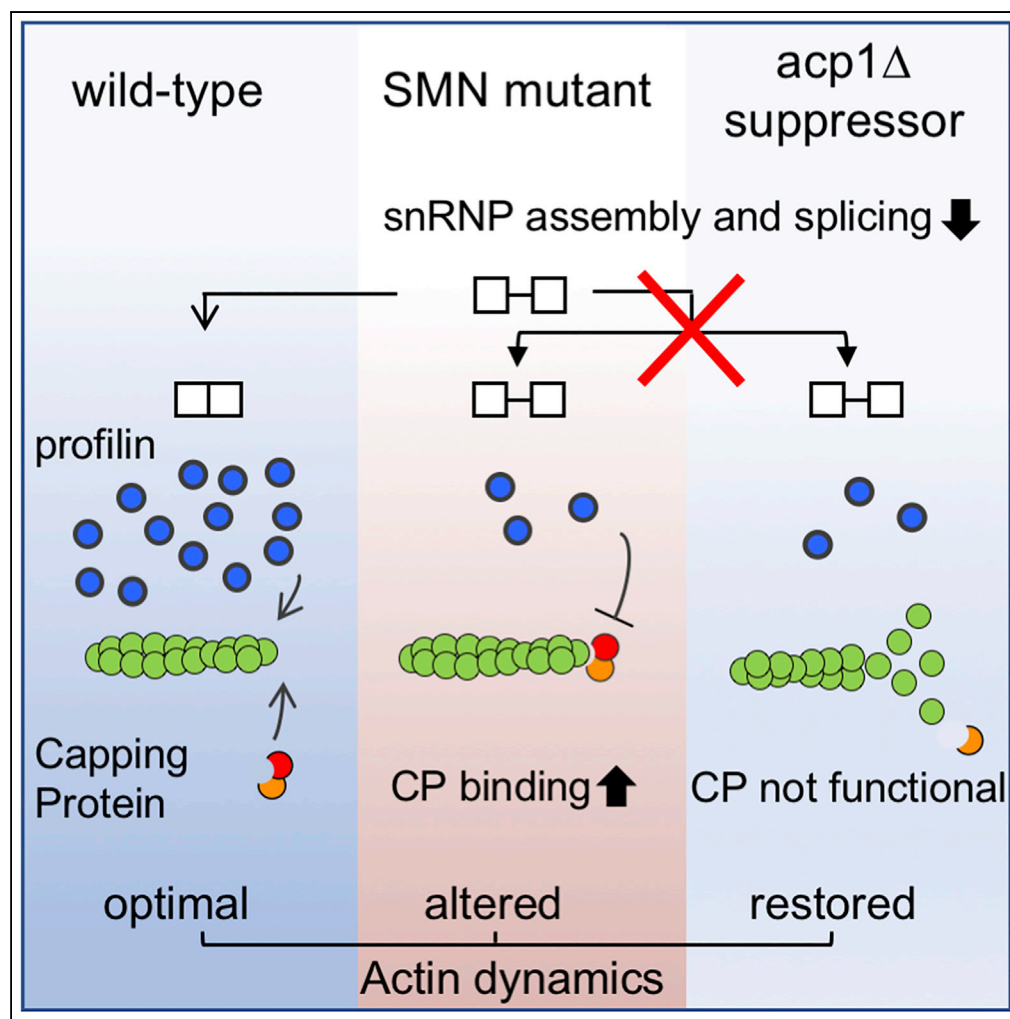 wild-type
SMN mutant
acp1Δ
suppressor
snRNP assembly and splicing
profilin
Capping
Protein
CP binding
CP not functional
optimal
altered
restored
Actin dynamics